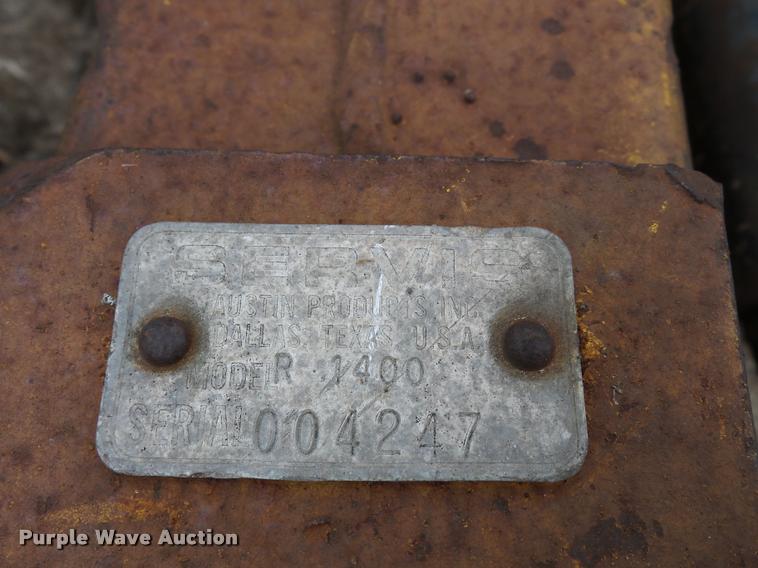 SERVIS
AUSTIN PRODUCTS, INC.
DALLAS, TEXAS, U.S.A.
MODEL R 1400
SERIAL 004247
Purple Wave Auction